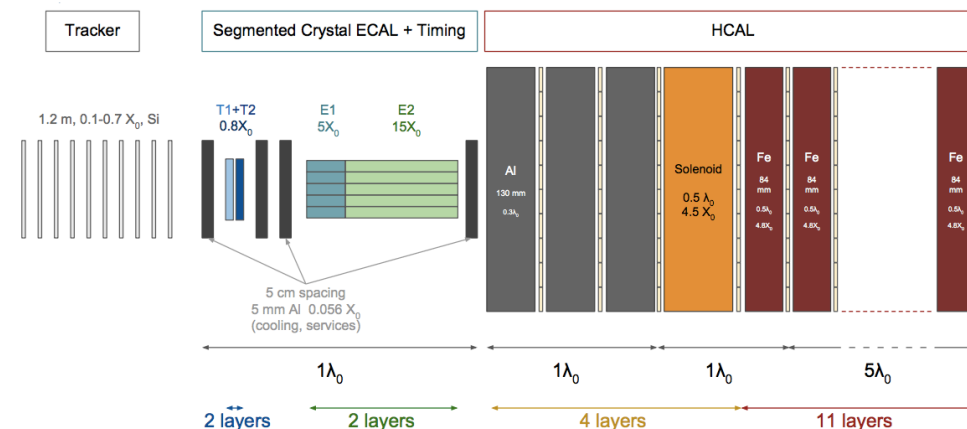 Tracker
Segmented Crystal ECAL + Timing
HCAL
1.2 m, 0.1-0.7 X₀, Si
T1+T2
0.8X₀
E1
5X₀
E2
15X₀
5 cm spacing
5 mm Al 0.056 X₀
(cooling, services)
Al
130 mm
0.3λ₀
Solenoid
0.5 λ₀
4.5 X₀
Fe
84
mm
0.5λ₀
4.8X₀
Fe
84
mm
0.5λ₀
4.8X₀
Fe
84
mm
0.5λ₀
4.8X₀
1λ₀
1λ₀
1λ₀
5λ₀
2 layers
2 layers
4 layers
11 layers